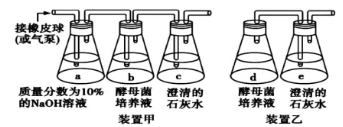 接橡皮球
(或气泵)
a
b
c
d
e
质量分数为10%
的NaOH溶液
酵母菌
培养液
澄清的
石灰水
酵母菌
培养液
澄清的
石灰水
装置甲
装置乙